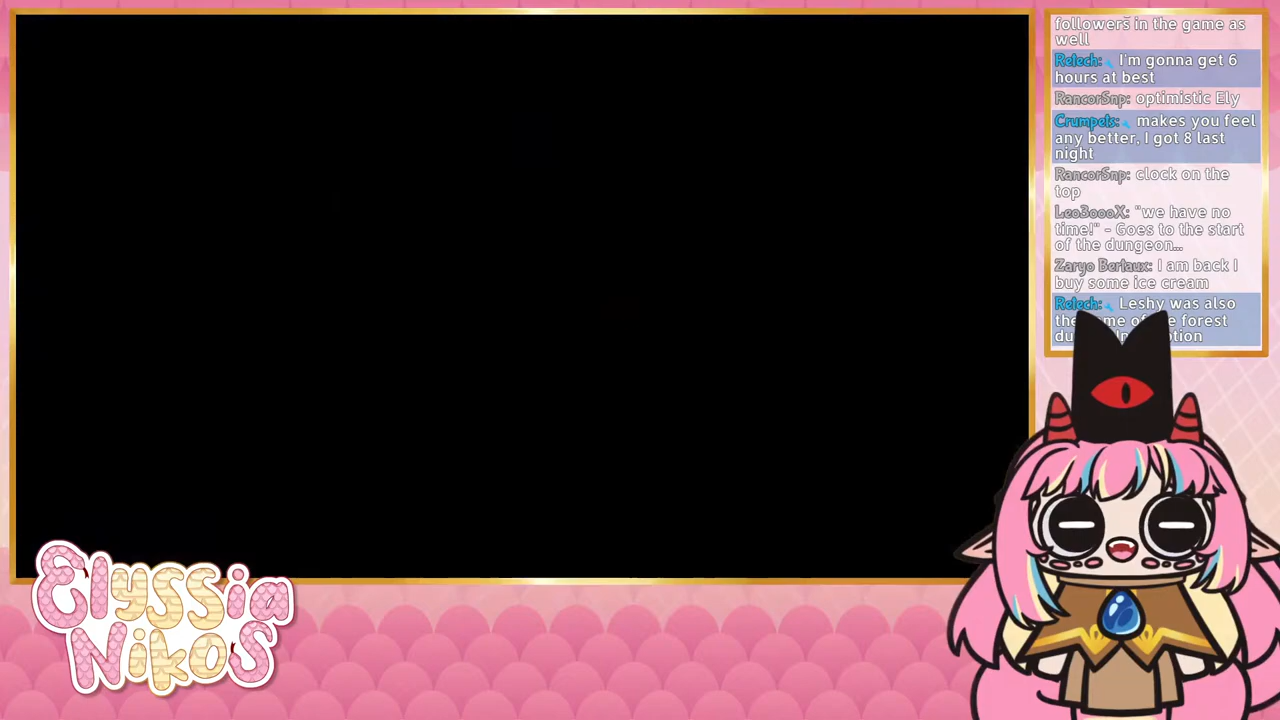 followers in the game as
well
Relech: I'm gonna get 6
hours at best
RancorSnp: optimistic Ely
Crumpels: makes you feel
any better, I got 8 last
night
RancorSnp: clock on the
top
Leo3oooX: "we have no
time!" - Goes to the start
of the dungeon...
Zaryo Berlaux: I am back I
buy some ice cream
Relech: Leshy was also
forest
Elyssia
Nikos